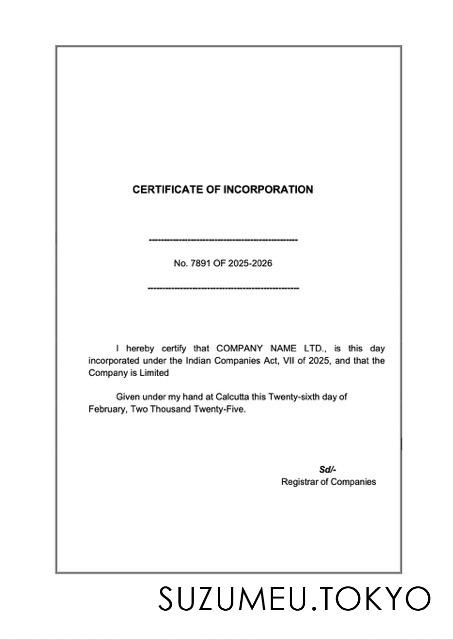 CERTIFICATE OF INCORPORATION
--------------------------------------------------
No. 7891 OF 2025-2026
---------------------------------------------------
I hereby certify that COMPANY NAME LTD., is this day
incorporated under the Indian Companies Act, VII of 2025, and that the
Company is Limited
Given under my hand at Calcutta this Twenty-sixth day of
February, Two Thousand Twenty-Five.
Sd/-
Registrar of Companies
SUZUMEU.TOKYO